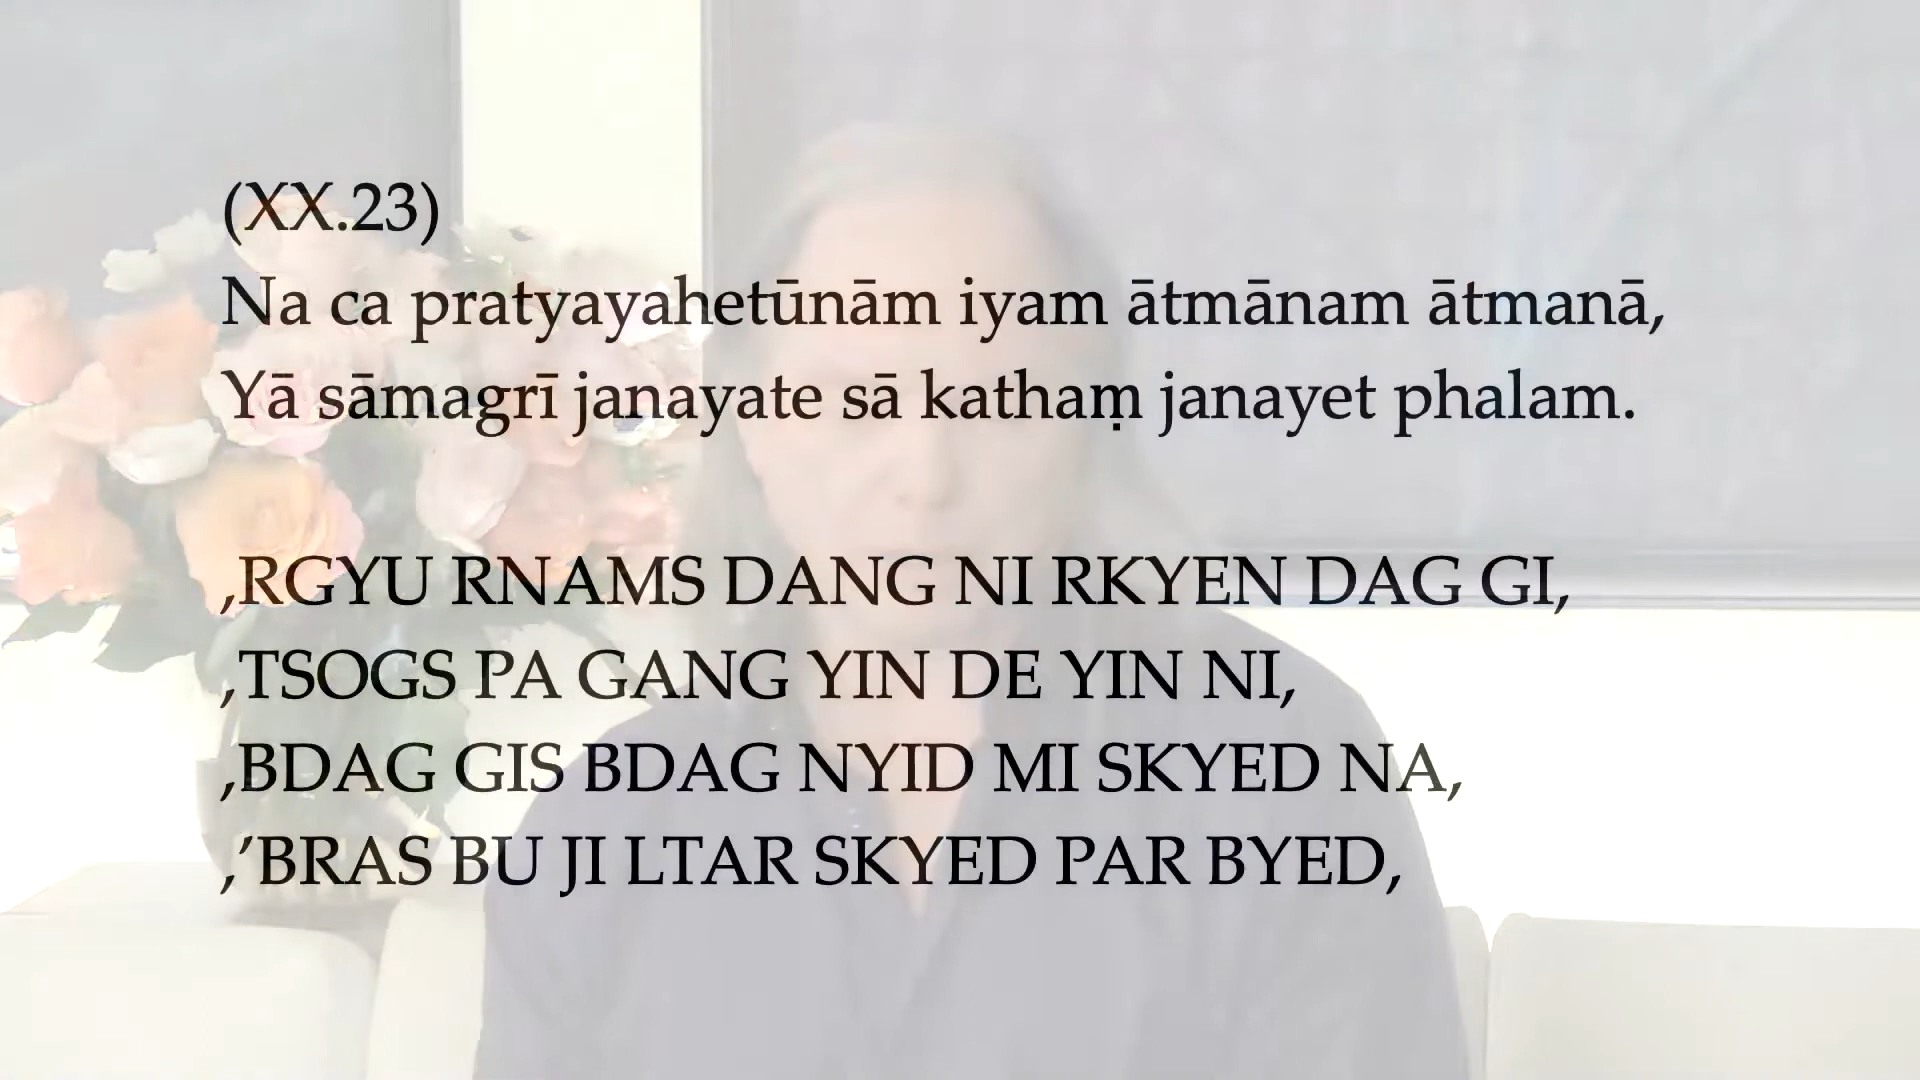 (XX.23)
Na ca pratyayahetūnām iyam ātmānam ātmanā,
Yā sāmagrī janayate sā kathaṃ janayet phalam.
,RGYU RNAMS DANG NI RKYEN DAG GI,
,TSOGS PA GANG YIN DE YIN NI,
,BDAG GIS BDAG NYID MI SKYED NA,
,’BRAS BU JI LTAR SKYED PAR BYED,